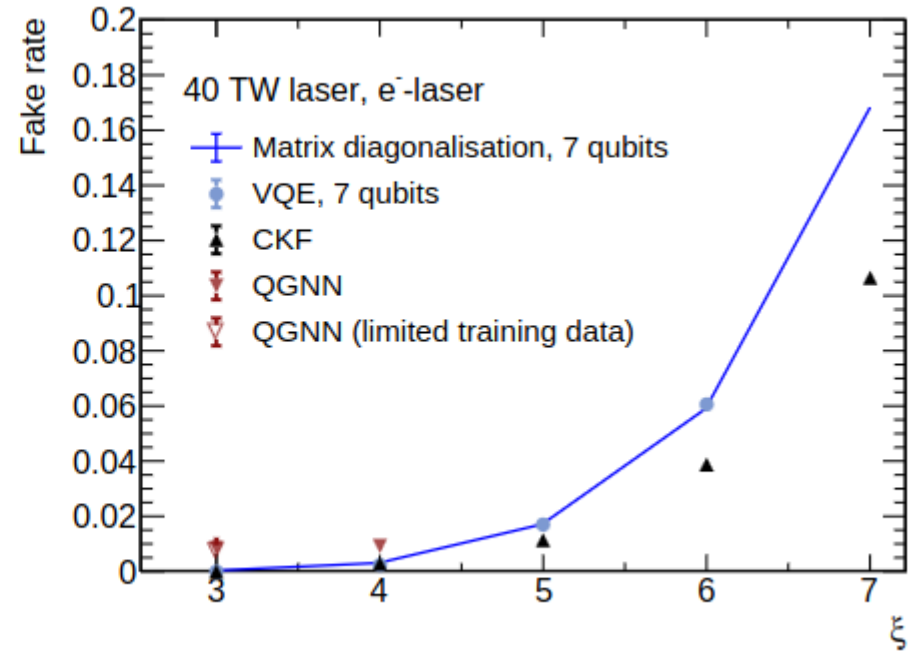 Fake rate
0.2
0.18
0.16
0.14
0.12
0.1
0.08
0.06
0.04
0.02
0
40 TW laser, e⁻-laser
Matrix diagonalisation, 7 qubits
VQE, 7 qubits
CKF
QGNN
QGNN (limited training data)
3 4 5 6 7
ξ